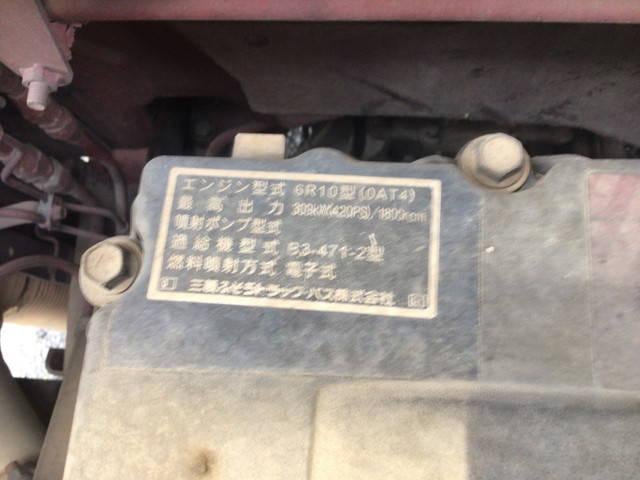 エンジン型式 6R10型(0AT4)
最高出力 309kW(420PS)/1800rpm
噴射ポンプ型式
過給機型式 B3-471-2型
燃料噴射方式 電子式
三菱ふそうトラック・バス株式会社